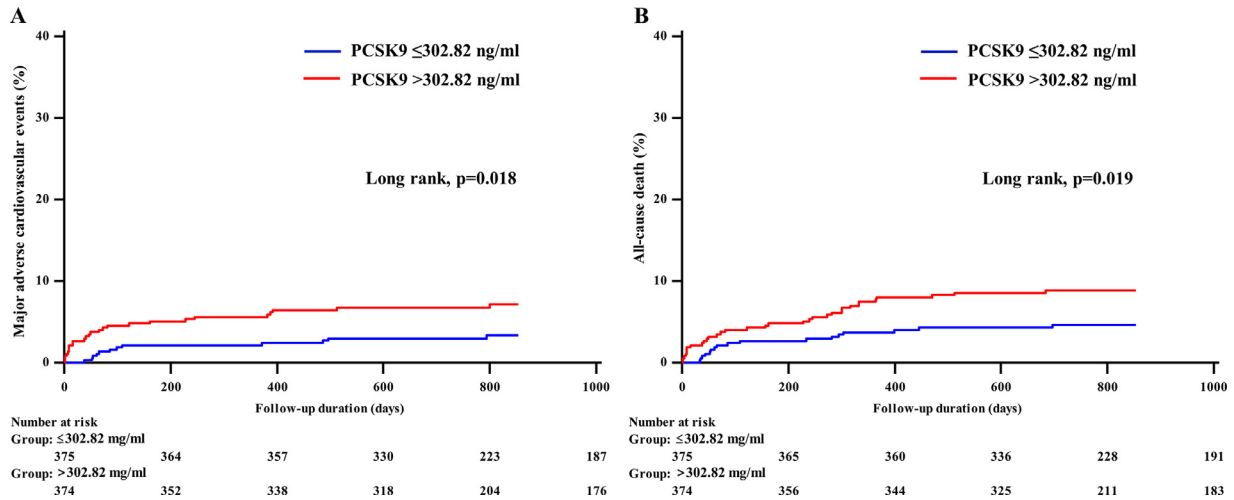 A
40
30
20
10
0
Major adverse cardiovascular events (%)
PCSK9 ≤302.82 ng/ml
PCSK9 >302.82 ng/ml
Long rank, p=0.018
0 200 400 600 800 1000
Follow-up duration (days)
Number at risk
Group: ≤302.82 mg/ml
375 364 357 330 223 187
Group: >302.82 mg/ml
374 352 338 318 204 176
B
40
30
20
10
0
All-cause death (%)
PCSK9 ≤302.82 ng/ml
PCSK9 >302.82 ng/ml
Long rank, p=0.019
0 200 400 600 800 1000
Follow-up duration (days)
Number at risk
Group: ≤302.82 mg/ml
375 365 360 336 228 191
Group: >302.82 mg/ml
374 356 344 325 211 183